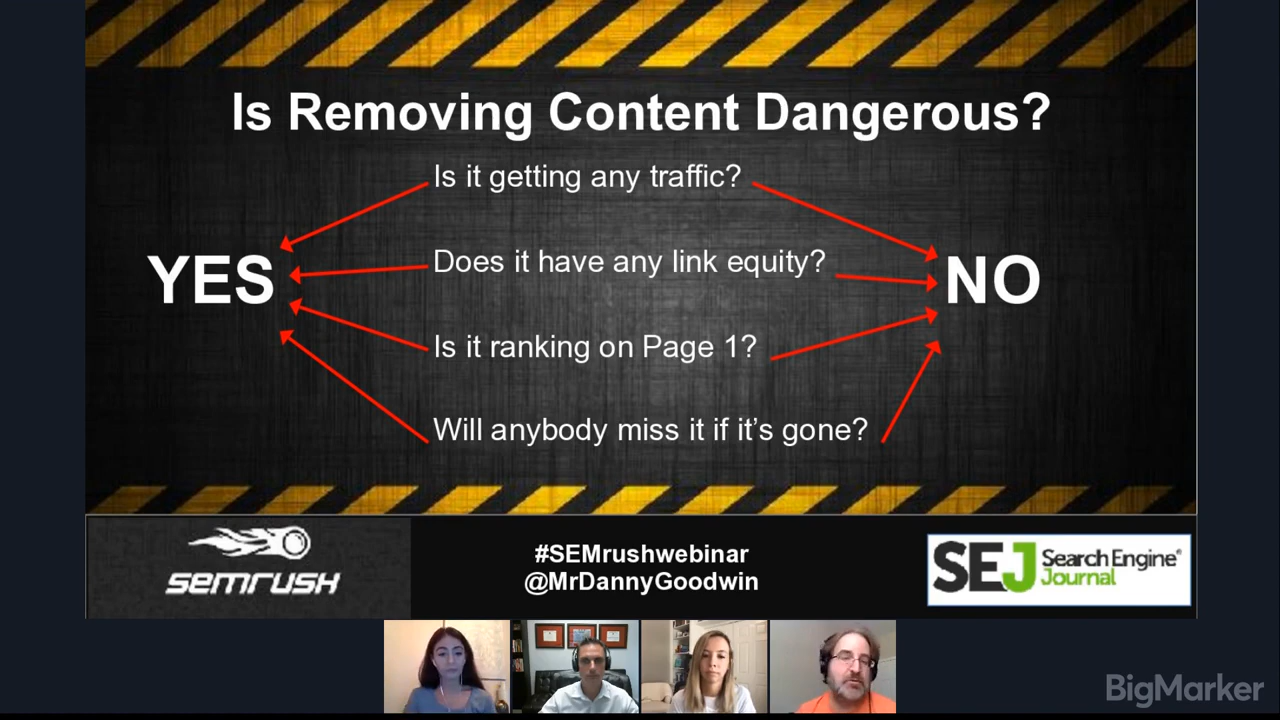 Is Removing Content Dangerous?
Is it getting any traffic?
YES
Does it have any link equity?
NO
Is it ranking on Page 1?
Will anybody miss it if it's gone?
semrush
#SEMrushwebinar
@MrDannyGoodwin
SEJ Search Engine®
Journal
BigMarker